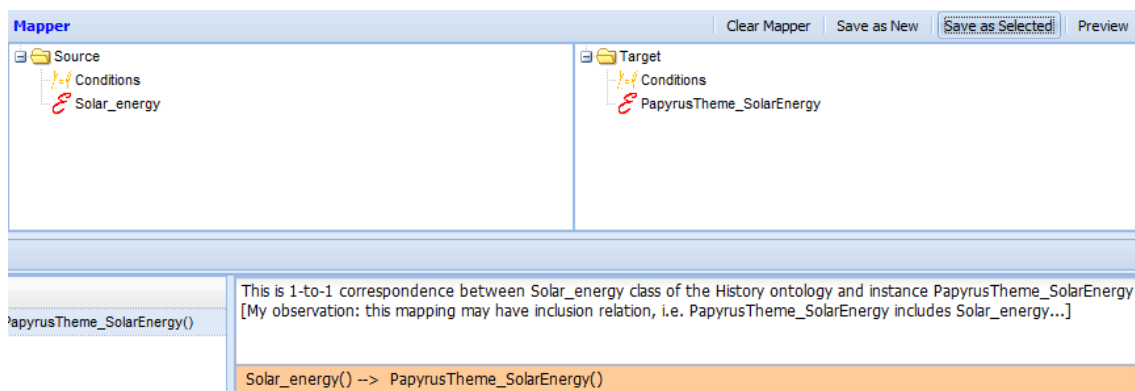 Mapper Clear Mapper Save as New Save as Selected Preview
Source Target
Conditions Conditions
Solar_energy PapyrusTheme_SolarEnergy
This is 1-to-1 correspondence between Solar_energy class of the History ontology and instance PapyrusTheme_SolarEnergy
PapyrusTheme_SolarEnergy() [My observation: this mapping may have inclusion relation, i.e. PapyrusTheme_SolarEnergy includes Solar_energy...]
Solar_energy() --> PapyrusTheme_SolarEnergy()